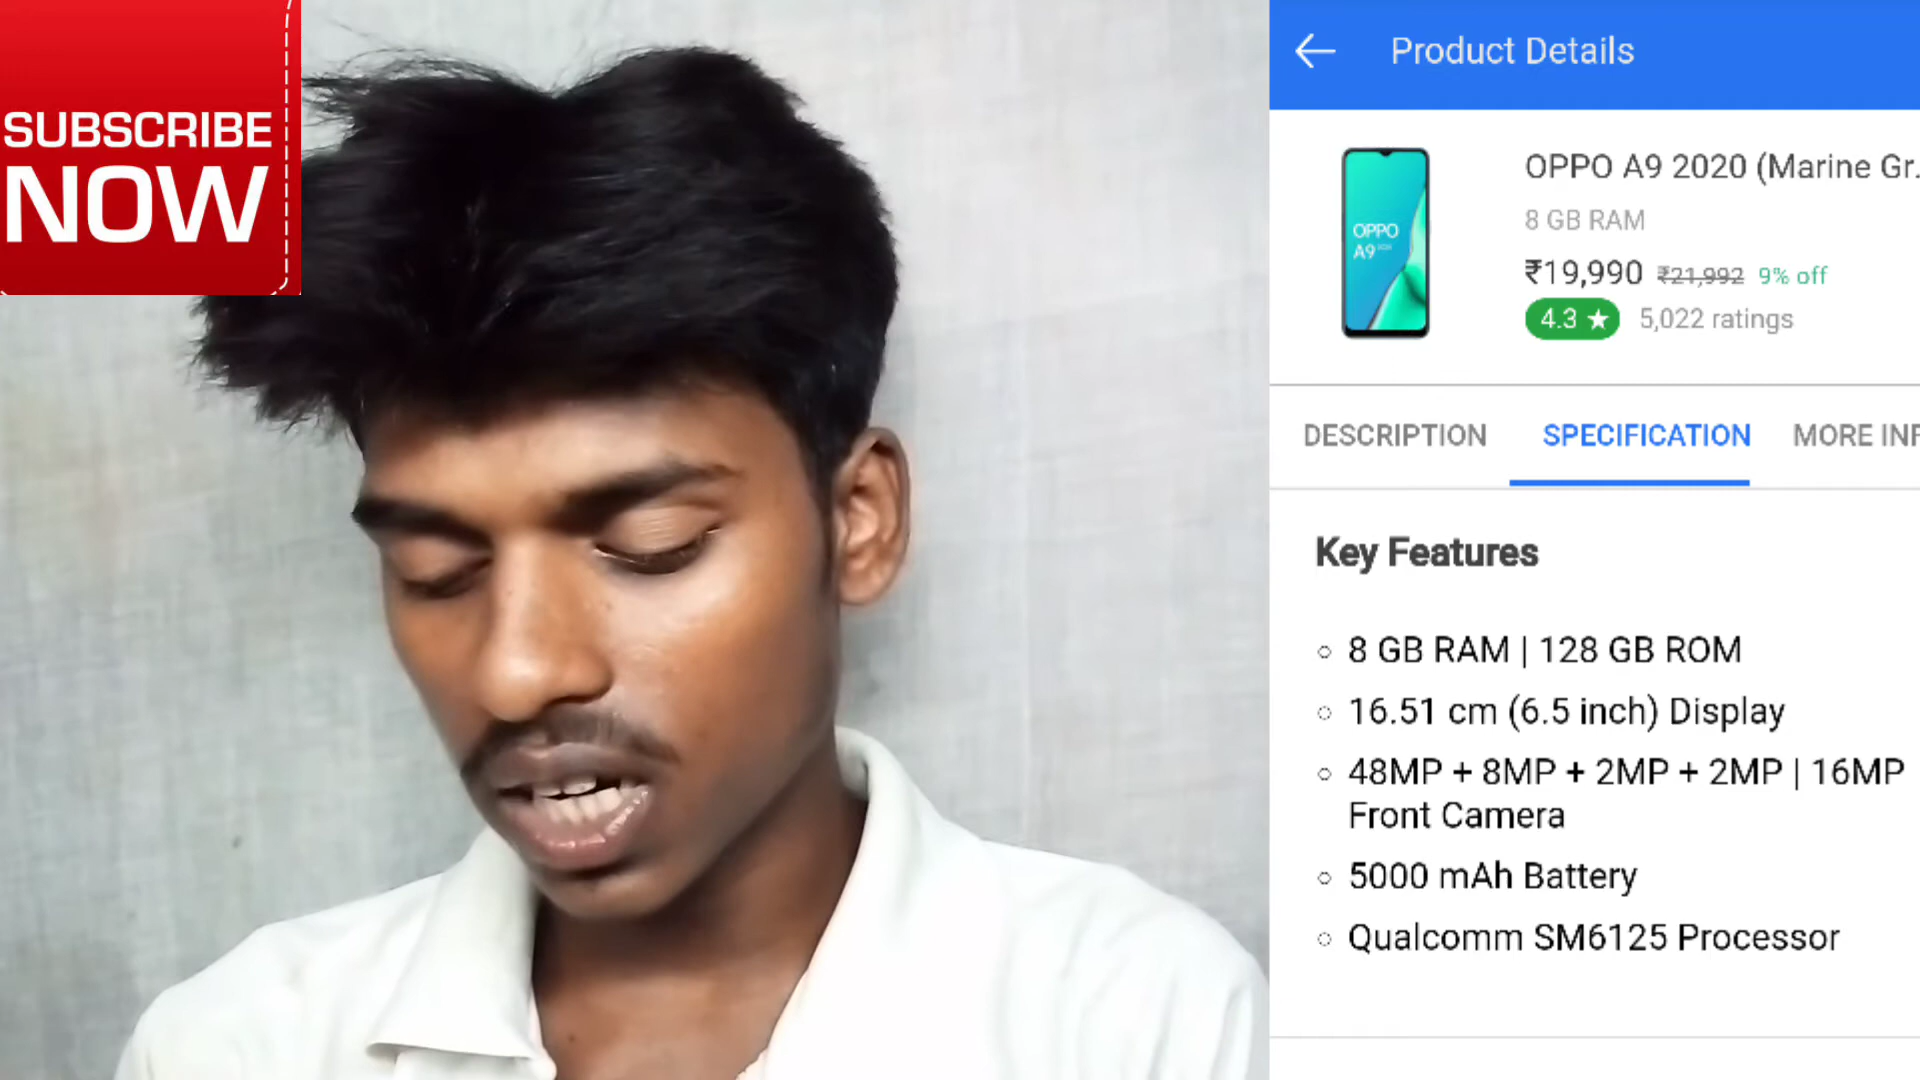 SUBSCRIBE
NOW
Product Details
OPPO A9 2020 (Marine Gr..
8 GB RAM
₹19,990 ₹21,992 9% off
4.3 ★ 5,022 ratings
OPPO
A9 2020
DESCRIPTION SPECIFICATION MORE INF
Key Features
8 GB RAM | 128 GB ROM
16.51 cm (6.5 inch) Display
48MP + 8MP + 2MP + 2MP | 16MP
Front Camera
5000 mAh Battery
Qualcomm SM6125 Processor